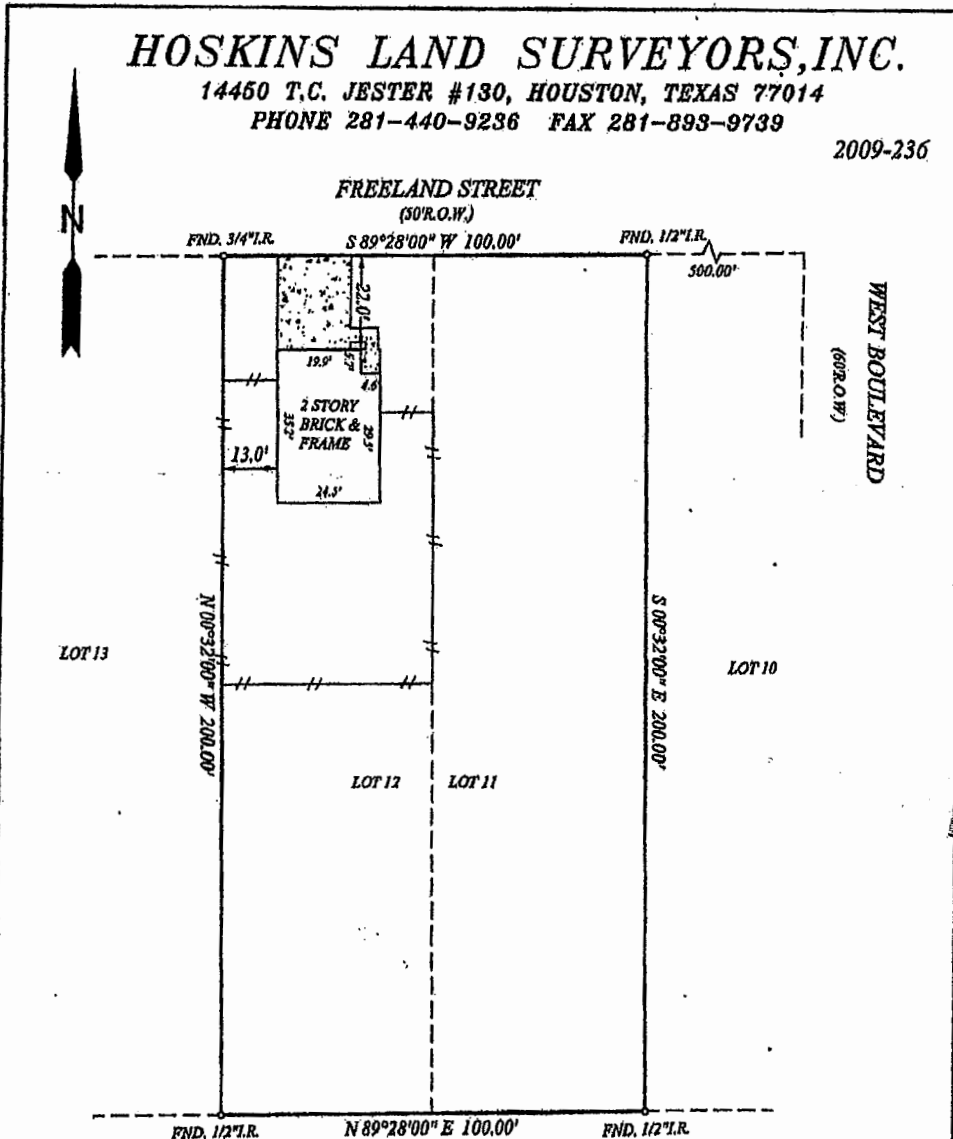 HOSKINS LAND SURVEYORS, INC.
14450 T.C. JESTER #130, HOUSTON, TEXAS 77014
PHONE 281-440-9236 FAX 281-893-9739
2009-236
N
FREELAND STREET
(50'R.O.W.)
FND. 3/4"I.R.
S 89°28'00" W 100.00'
FND. 1/2"I.R.
500.00'
WEST BOULEVARD
(60'R.O.W.)
22.0'
19.9'
5.7'
4.6'
2 STORY
BRICK &
FRAME
35.2'
29.5'
13.0'
24.5'
N 00°32'00" W 200.00'
S 00°32'00" E 200.00'
LOT 13
LOT 10
LOT 12
LOT 11
FND. 1/2"I.R.
N 89°28'00" E 100.00'
FND. 1/2"I.R.